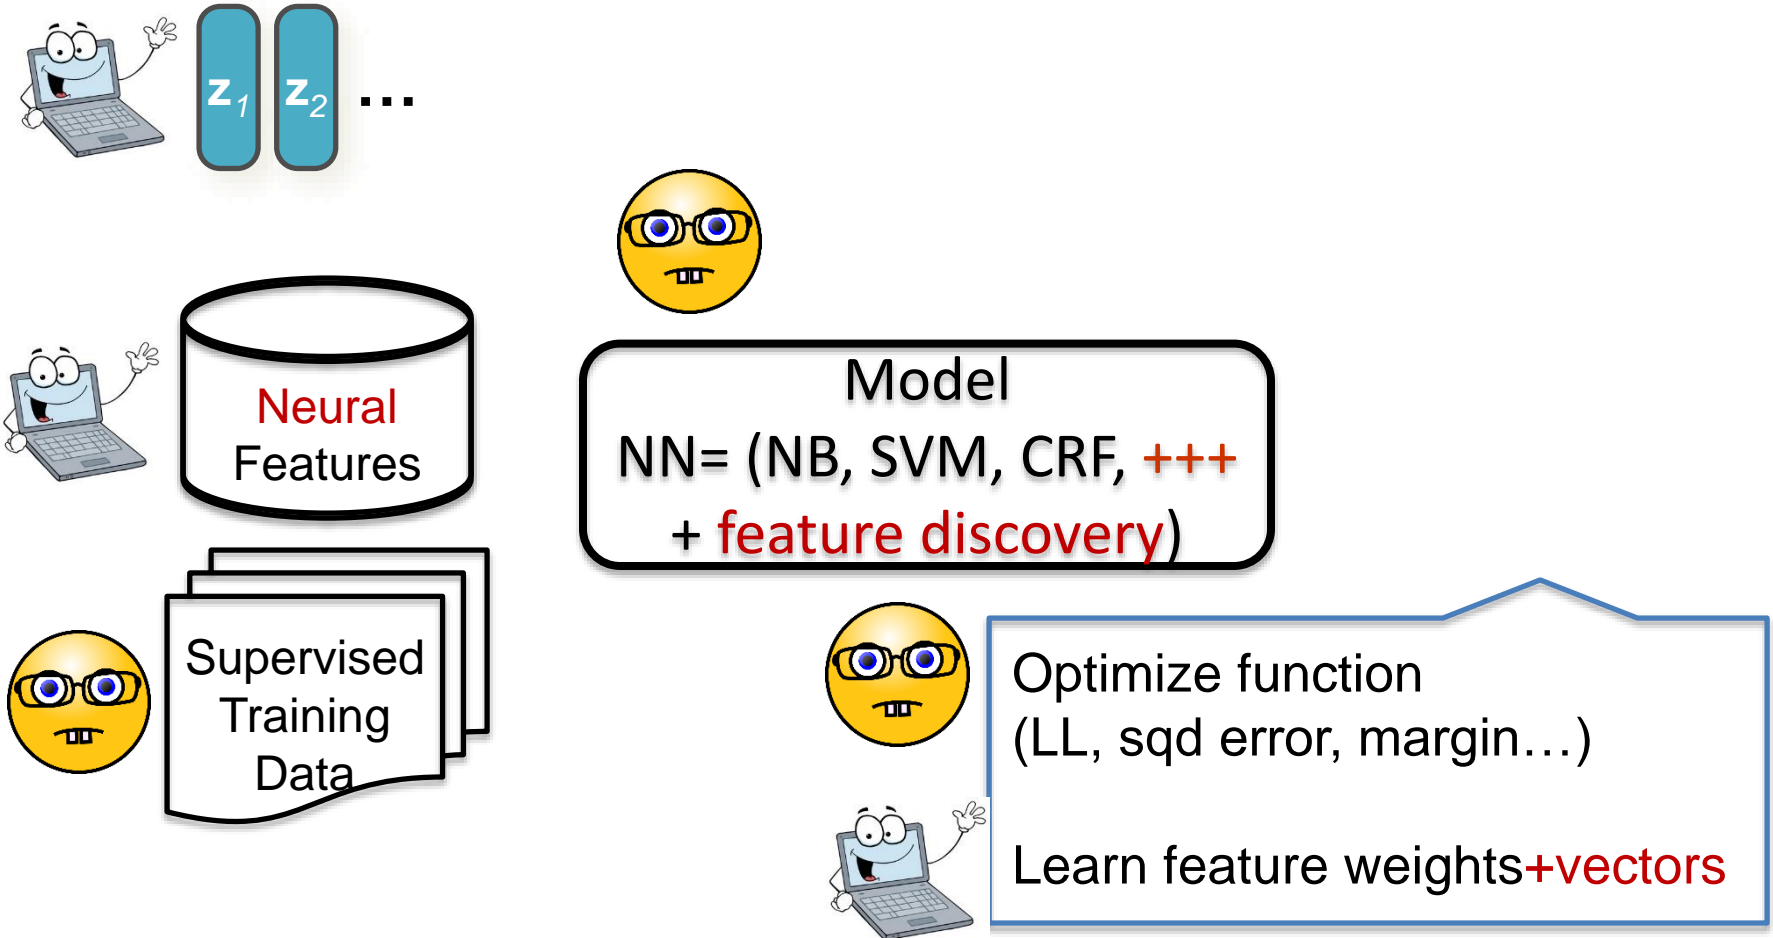 z1 z2 ...
Neural
Features
Supervised
Training
Data
Model
NN= (NB, SVM, CRF, +++
+ feature discovery)
Optimize function
(LL, sqd error, margin…)
Learn feature weights+vectors